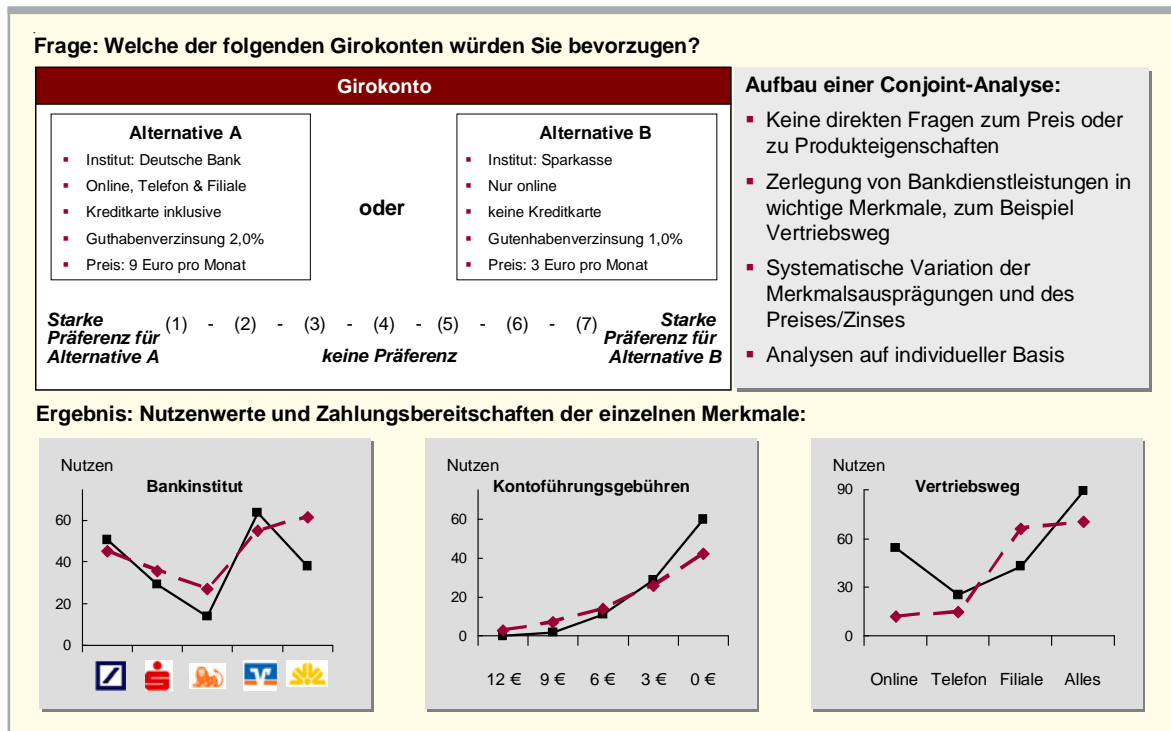 Frage: Welche der folgenden Girokonten würden Sie bevorzugen?
Girokonto
Alternative A
▪ Institut: Deutsche Bank
▪ Online, Telefon & Filiale
▪ Kreditkarte inklusive
▪ Guthabenverzinsung 2,0%
▪ Preis: 9 Euro pro Monat
oder
Alternative B
▪ Institut: Sparkasse
▪ Nur online
▪ keine Kreditkarte
▪ Gutenhabenverzinsung 1,0%
▪ Preis: 3 Euro pro Monat
Starke
Präferenz für
Alternative A
(1) - (2) - (3) - (4) - (5) - (6) - (7)
keine Präferenz
Starke
Präferenz für
Alternative B
Aufbau einer Conjoint-Analyse:
▪ Keine direkten Fragen zum Preis oder
zu Produkteigenschaften
▪ Zerlegung von Bankdienstleistungen in
wichtige Merkmale, zum Beispiel
Vertriebsweg
▪ Systematische Variation der
Merkmalsausprägungen und des
Preises/Zinses
▪ Analysen auf individueller Basis
Ergebnis: Nutzenwerte und Zahlungsbereitschaften der einzelnen Merkmale:
Nutzen
Bankinstitut
60
40
20
0
Nutzen
Kontoführungsgebühren
60
40
20
0
12 € 9 € 6 € 3 € 0 €
Nutzen
Vertriebsweg
90
60
30
0
Online Telefon Filiale Alles